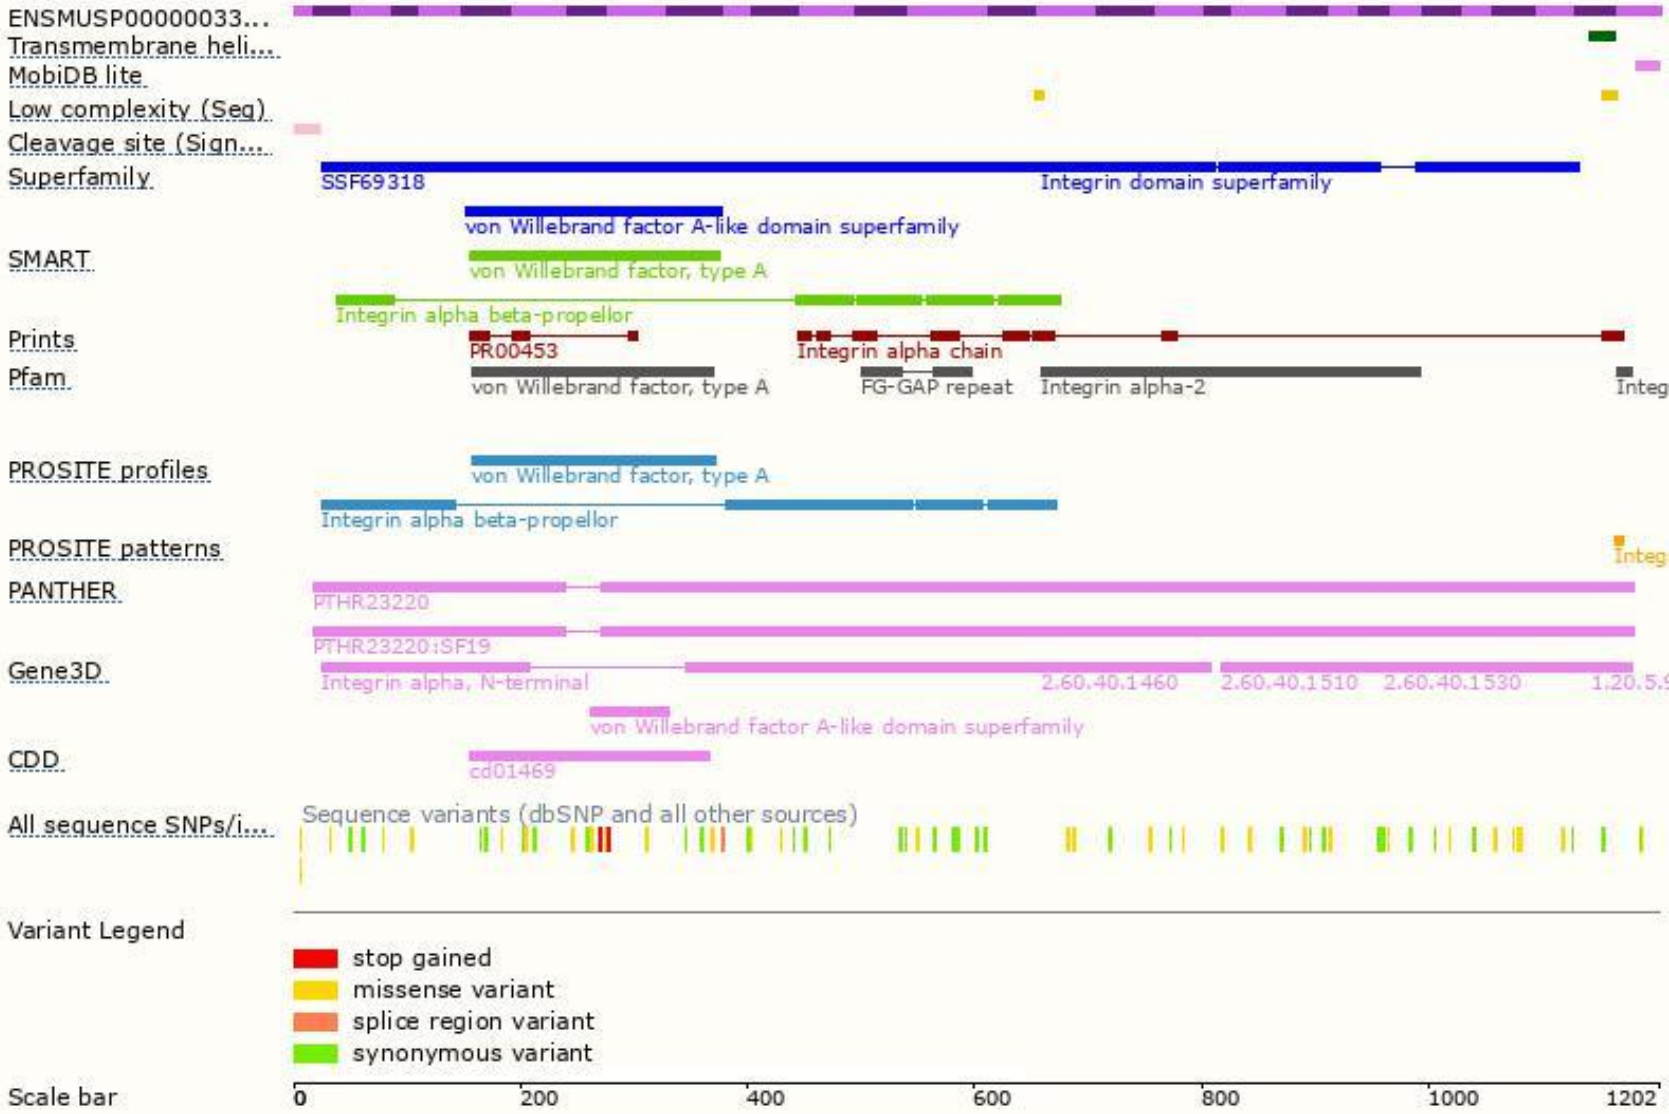 ENSMUSP00000033...
Transmembrane heli...
MobiDB lite
Low complexity (Seg)
Cleavage site (Sign...
Superfamily
SSF69318 Integrin domain superfamily
von Willebrand factor A-like domain superfamily
SMART
von Willebrand factor, type A
Integrin alpha beta-propellor
Prints
PR00453 Integrin alpha chain
Pfam
von Willebrand factor, type A FG-GAP repeat Integrin alpha-2 Integ
PROSITE profiles
von Willebrand factor, type A
Integrin alpha beta-propellor
PROSITE patterns
Integ
PANTHER
PTHR23220
PTHR23220:SF19
Gene3D
Integrin alpha, N-terminal 2.60.40.1460 2.60.40.1510 2.60.40.1530 1.20.5.9
von Willebrand factor A-like domain superfamily
CDD
cd01469
Sequence variants (dbSNP and all other sources)
All sequence SNPs/i...
Variant Legend
stop gained
missense variant
splice region variant
synonymous variant
Scale bar 0 200 400 600 800 1000 1202